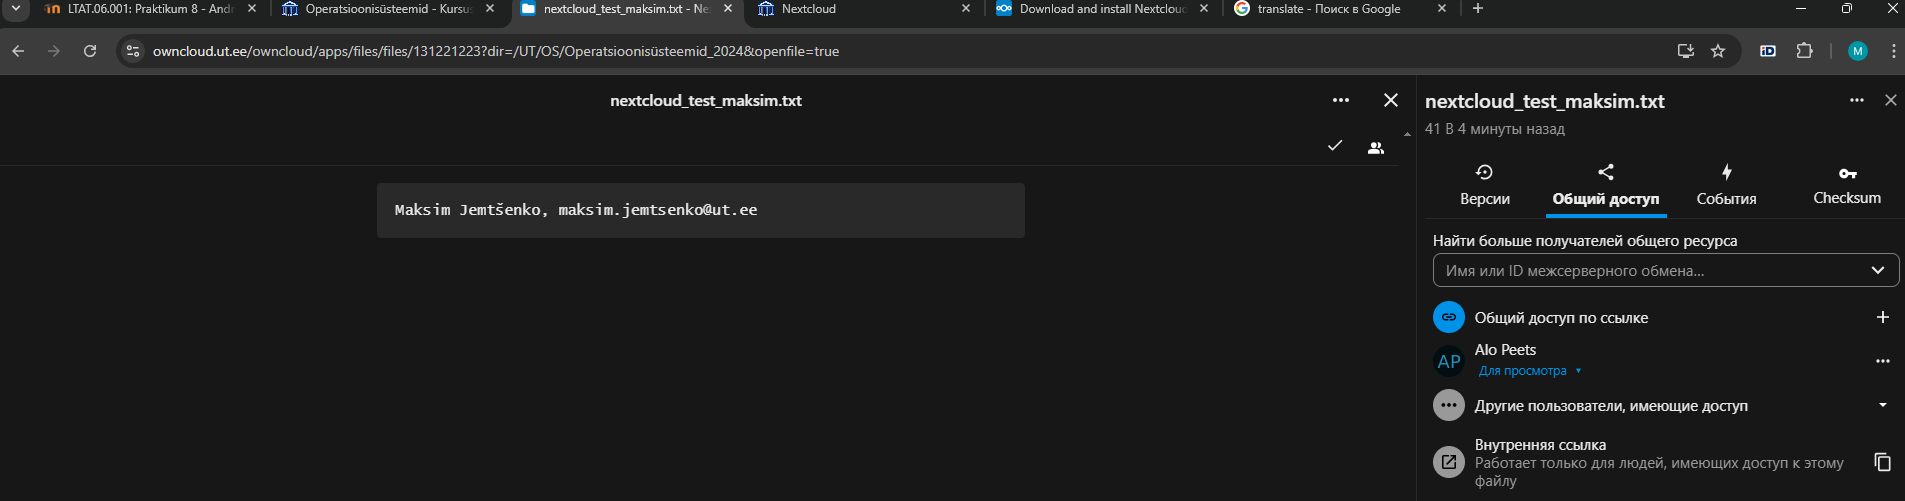 LTAT.06.001: Praktikum 8 - Andr
Operatsioonisüsteemid - Kursus
nextcloud_test_maksim.txt - Ne
Nextcloud
Download and install Nextcloud
translate - Поиск в Google
owncloud.ut.ee/owncloud/apps/files/files/131221223?dir=/UT/OS/Operatsioonisüsteemid_2024&openfile=true
M
nextcloud_test_maksim.txt
Maksim Jemtšenko, maksim.jemtsenko@ut.ee
nextcloud_test_maksim.txt
41 B 4 минуты назад
Версии
Общий доступ
События
Checksum
Найти больше получателей общего ресурса
Имя или ID межсерверного обмена...
Общий доступ по ссылке
AP
Alo Peets
Для просмотра
Другие пользователи, имеющие доступ
Внутренняя ссылка
Работает только для людей, имеющих доступ к этому
файлу